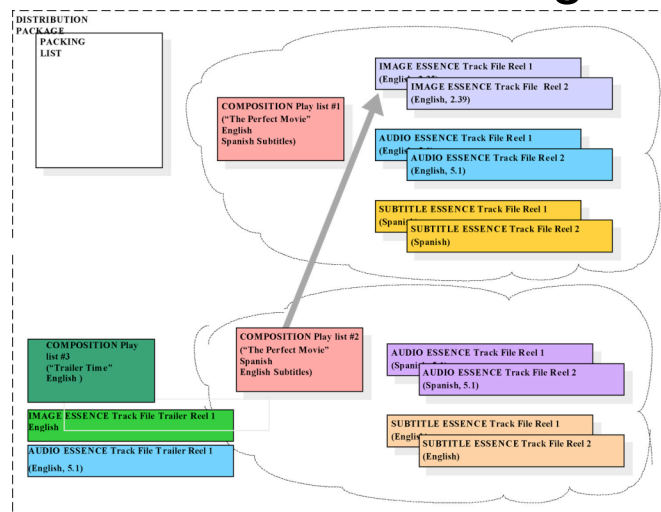 DISTRIBUTION
PACKAGE
PACKING
LIST
COMPOSITION Play list #1
("The Perfect Movie"
English
Spanish Subtitles)
IMAGE ESSENCE Track File Reel 1
(English,
IMAGE ESSENCE Track File Reel 2
(English, 2.39)
AUDIO ESSENCE Track File Reel 1
(English,
AUDIO ESSENCE Track File Reel 2
(English, 5.1)
SUBTITLE ESSENCE Track File Reel 1
SUBTITLE ESSENCE Track File Reel 2
(Spanish)
COMPOSITION Play list #2
("The Perfect Movie"
Spanish
English Subtitles)
AUDIO ESSENCE Track File Reel 1
AUDIO ESSENCE Track File Reel 2
(Spanish, 5.1)
SUBTITLE ESSENCE Track File Reel 1
SUBTITLE ESSENCE Track File Reel 2
(English)
COMPOSITION Play
list #3
("Trailer Time"
English )
IMAGE ESSENCE Track File Trailer Reel 1
English
AUDIO ESSENCE Track File Trailer Reel 1
(English, 5.1)